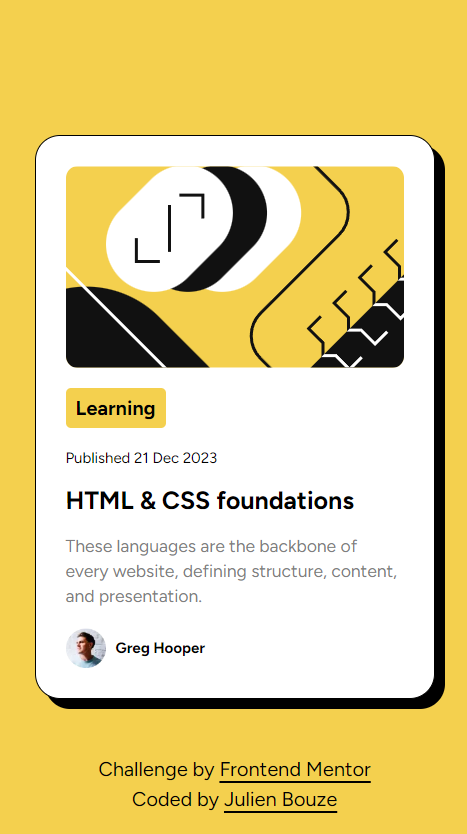 Learning
Published 21 Dec 2023
HTML & CSS foundations
These languages are the backbone of
every website, defining structure, content,
and presentation.
Greg Hooper
Challenge by Frontend Mentor
Coded by Julien Bouze